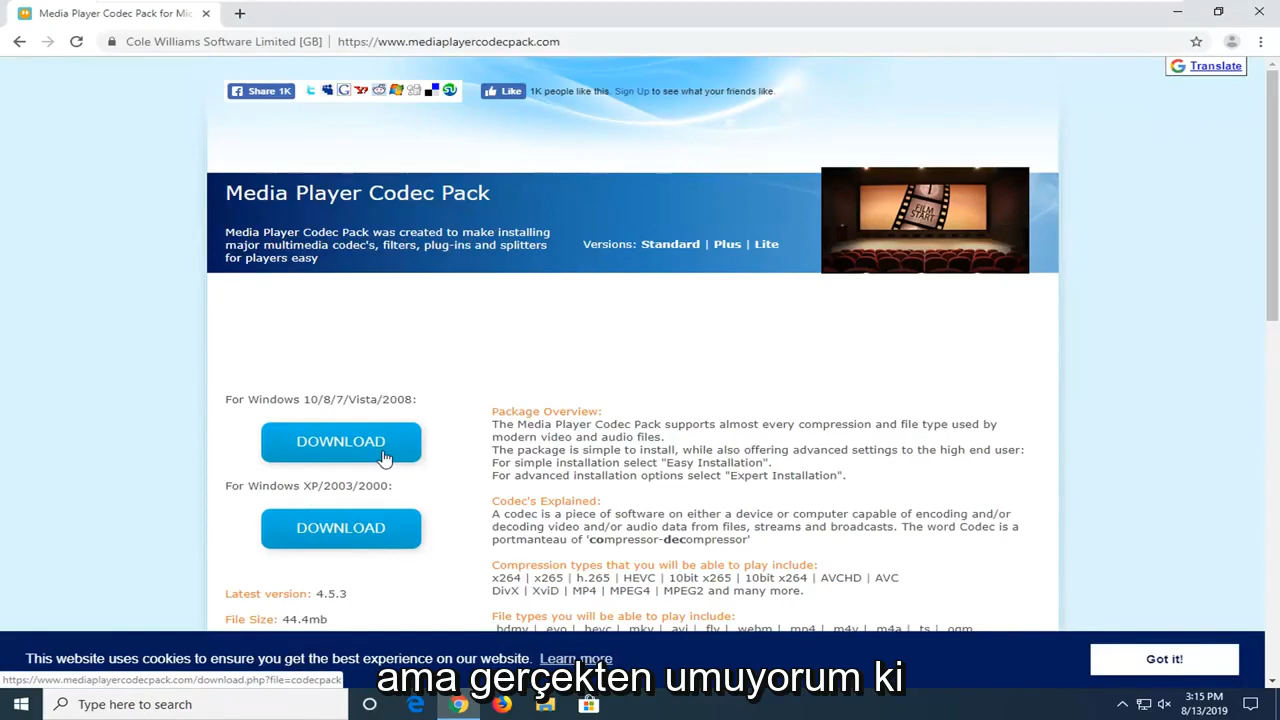 Media Player Codec Pack for Mic
Cole Williams Software Limited [GB] | https://www.mediaplayercodecpack.com
Translate
Share 1K
Like 1K people like this. Sign Up to see what your friends like.
Media Player Codec Pack
Media Player Codec Pack was created to make installing
major multimedia codec's, filters, plug-ins and splitters
for players easy
Versions: Standard | Plus | Lite
FILM
START
For Windows 10/8/7/Vista/2008:
DOWNLOAD
For Windows XP/2003/2000:
DOWNLOAD
Latest version: 4.5.3
File Size: 44.4mb
Package Overview:
The Media Player Codec Pack supports almost every compression and file type used by
modern video and audio files.
The package is simple to install, while also offering advanced settings to the high end user:
For simple installation select "Easy Installation".
For advanced installation options select "Expert Installation".
Codec's Explained:
A codec is a piece of software on either a device or computer capable of encoding and/or
decoding video and/or audio data from files, streams and broadcasts. The word Codec is a
portmanteau of 'compressor-decompressor'
Compression types that you will be able to play include:
x264 | x265 | h.265 | HEVC | 10bit x265 | 10bit x264 | AVCHD | AVC
DivX | XviD | MP4 | MPEG4 | MPEG2 and many more.
File types you will be able to play include:
.bdmv | .evo | .hevc | .mkv | .avi | .flv | .webm | .mp4 | .m4v | .m4a | .ts | .ogm
This website uses cookies to ensure you get the best experience on our website. Learn more
Got it!
https://www.mediaplayercodecpack.com/download.php?file=codecpack
ama gerçekten umuyorum ki
Type here to search
3:15 PM
8/13/2019